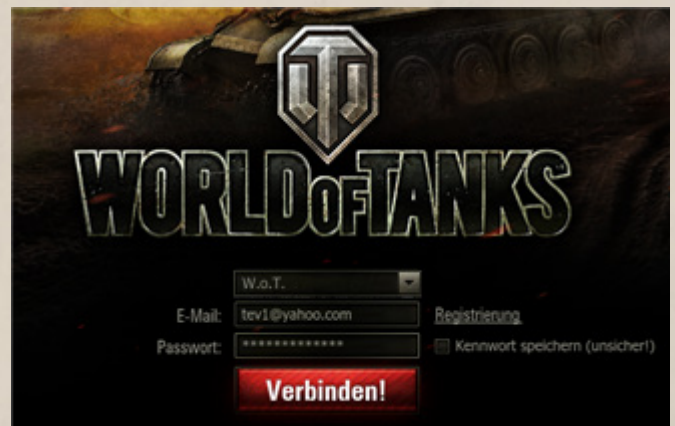 WORLD OF TANKS
W.o.T.
E-Mail: tev1@yahoo.com Registrierung
Passwort: ************* Kennwort speichern (unsicher!)
Verbinden!